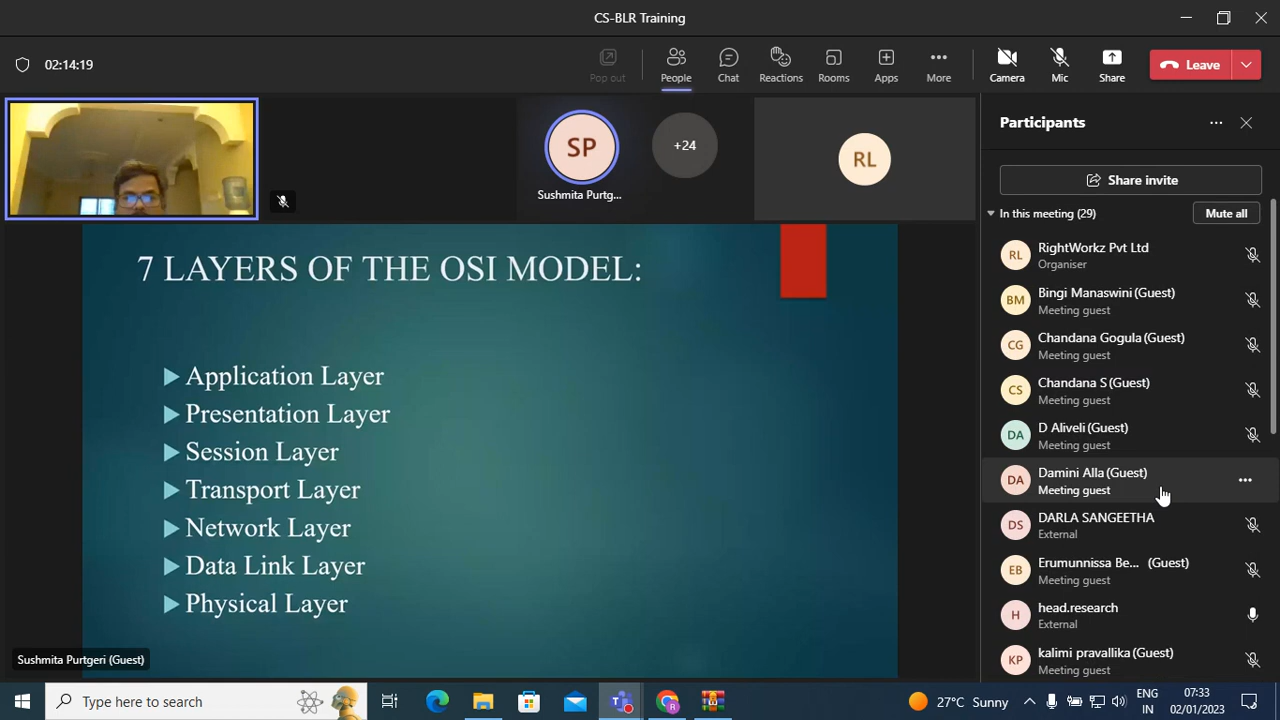 CS-BLR Training
02:14:19
Pop out
People
Chat
Reactions
Rooms
Apps
More
Camera
Mic
Share
Leave
SP
Sushmita Purtg...
+24
RL
7 LAYERS OF THE OSI MODEL:
Application Layer
Presentation Layer
Session Layer
Transport Layer
Network Layer
Data Link Layer
Physical Layer
Sushmita Purtgeri (Guest)
Participants
Share invite
In this meeting (29)
Mute all
RL
RightWorkz Pvt Ltd
Organiser
BM
Bingi Manaswini (Guest)
Meeting guest
CG
Chandana Gogula (Guest)
Meeting guest
CS
Chandana S (Guest)
Meeting guest
DA
D Aliveli (Guest)
Meeting guest
DA
Damini Alla (Guest)
Meeting guest
DS
DARLA SANGEETHA
External
EB
Erumunnissa Be... (Guest)
Meeting guest
H
head.research
External
KP
kalimi pravallika (Guest)
Meeting guest
Type here to search
27°C Sunny
ENG
IN
07:33
02/01/2023